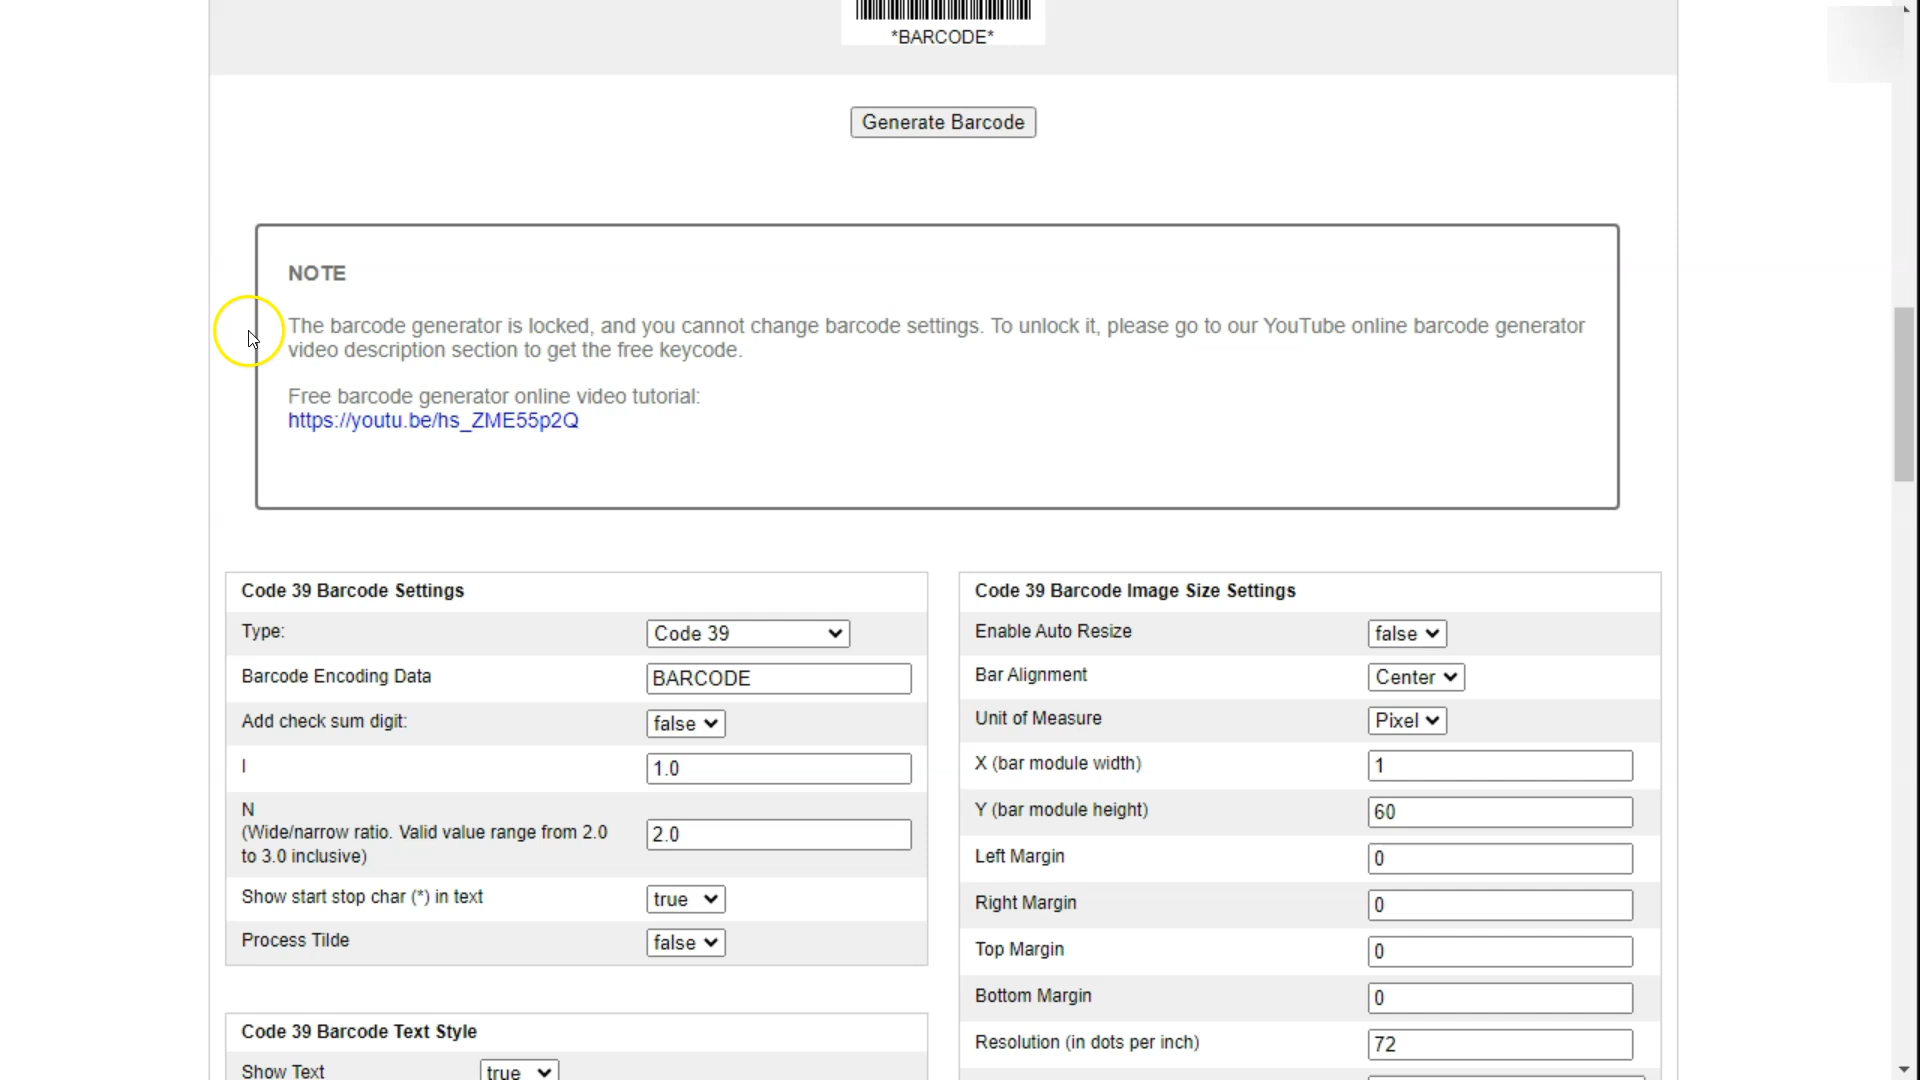 *BARCODE*
Generate Barcode
NOTE
The barcode generator is locked, and you cannot change barcode settings. To unlock it, please go to our YouTube online barcode generator
video description section to get the free keycode.
Free barcode generator online video tutorial:
https://youtu.be/hs_ZME55p2Q
Code 39 Barcode Settings
Type: Code 39
Barcode Encoding Data BARCODE
Add check sum digit: false
I 1.0
N
(Wide/narrow ratio. Valid value range from 2.0
to 3.0 inclusive) 2.0
Show start stop char (*) in text true
Process Tilde false
Code 39 Barcode Text Style
Show Text true
Code 39 Barcode Image Size Settings
Enable Auto Resize false
Bar Alignment Center
Unit of Measure Pixel
X (bar module width) 1
Y (bar module height) 60
Left Margin 0
Right Margin 0
Top Margin 0
Bottom Margin 0
Resolution (in dots per inch) 72